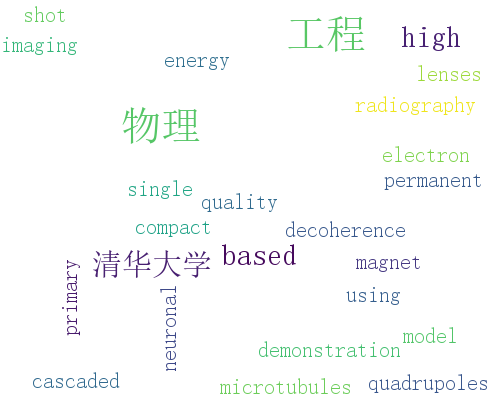 shot
工程
high
imaging
energy
lenses
radiography
物理
electron
permanent
single
quality
compact
decoherence
清华大学
based
magnet
primary
neuronal
using
model
demonstration
cascaded
microtubules
quadrupoles